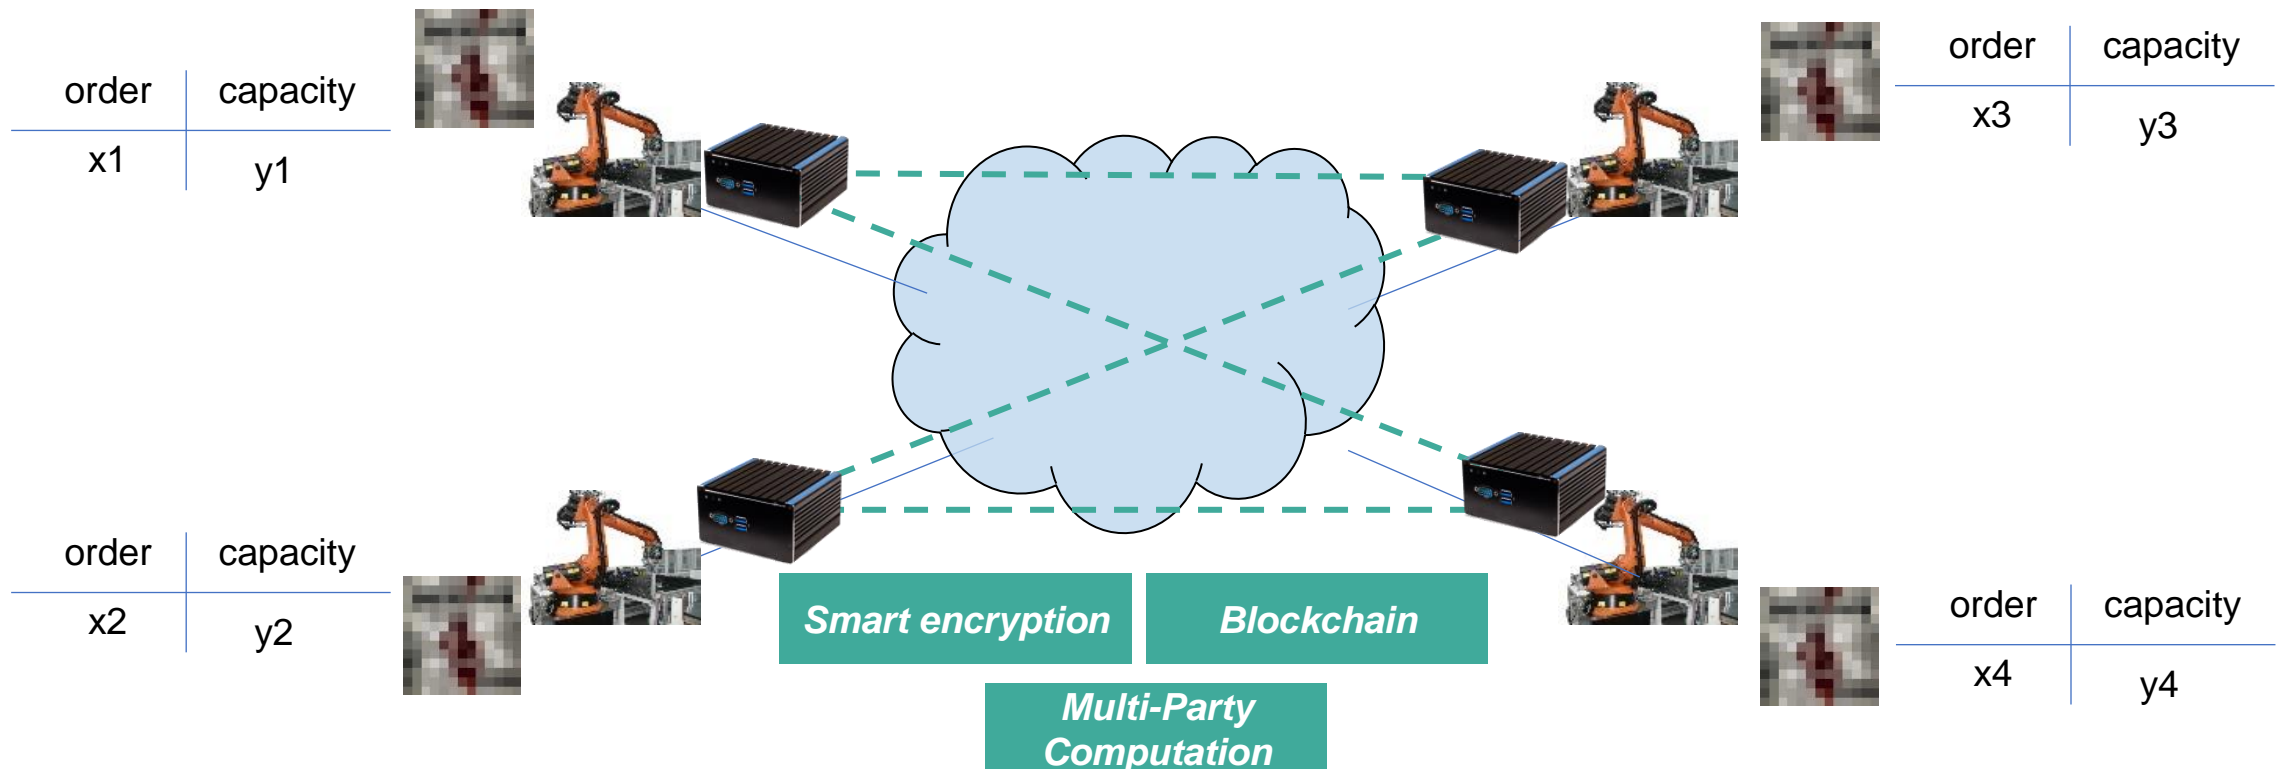 order capacity
x1 y1
order capacity
x3 y3
order capacity
x2 y2
Smart encryption
Blockchain
Multi-Party
Computation
order capacity
x4 y4